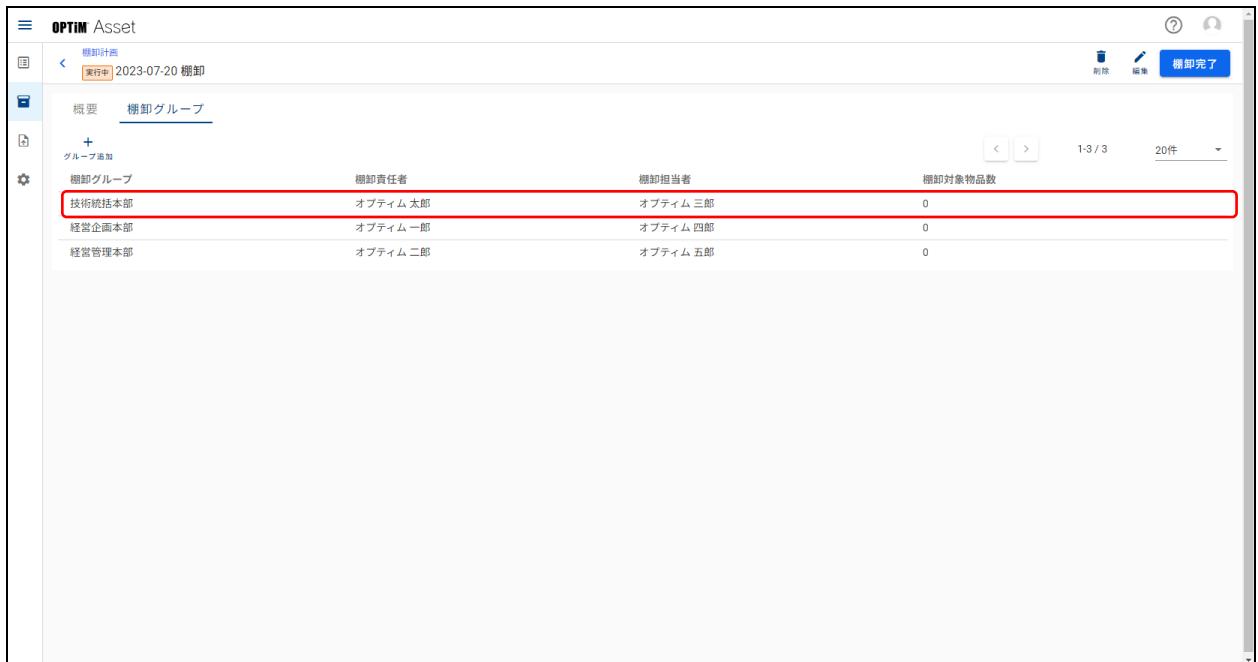 OPTiM Asset
棚卸計画
実行中 2023-07-20 棚卸
削除
編集
棚卸完了
概要 棚卸グループ
グループ追加
1-3 / 3
20件
棚卸グループ 棚卸責任者 棚卸担当者 棚卸対象物品数
技術統括本部 オプティム 太郎 オプティム 三郎 0
経営企画本部 オプティム 一郎 オプティム 四郎 0
経営管理本部 オプティム 二郎 オプティム 五郎 0